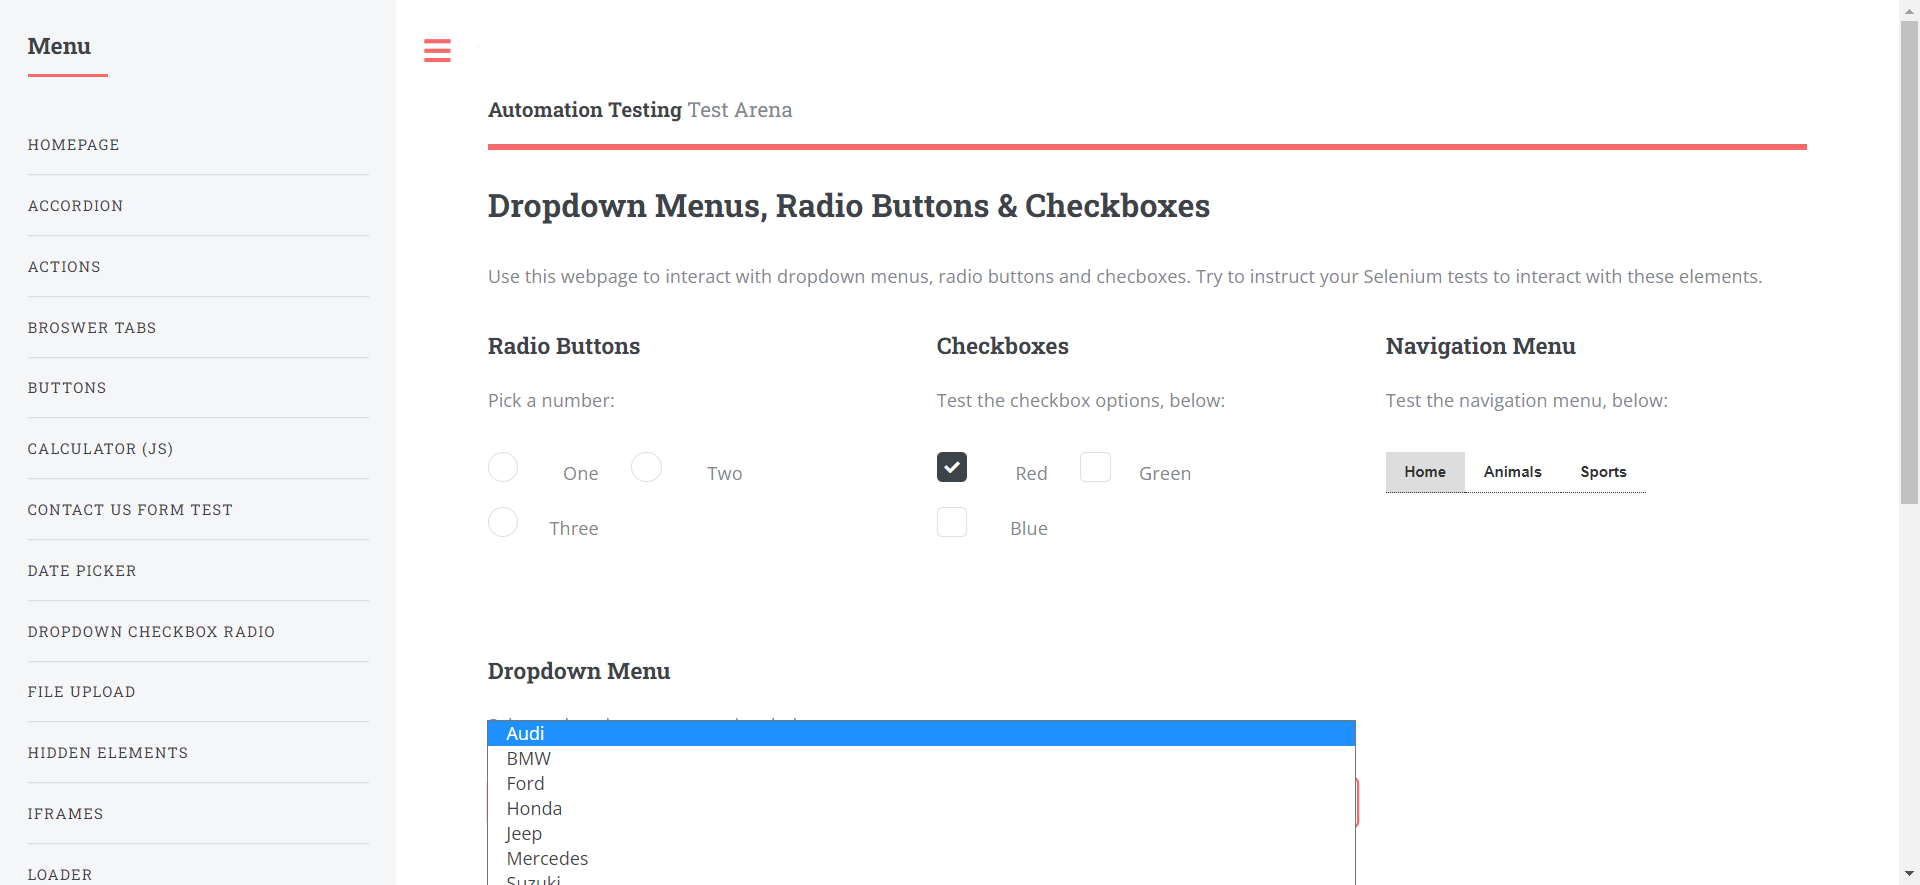 Menu
HOMEPAGE
ACCORDION
ACTIONS
BROSWER TABS
BUTTONS
CALCULATOR (JS)
CONTACT US FORM TEST
DATE PICKER
DROPDOWN CHECKBOX RADIO
FILE UPLOAD
HIDDEN ELEMENTS
IFRAMES
LOADER
Automation Testing Test Arena
Dropdown Menus, Radio Buttons & Checkboxes
Use this webpage to interact with dropdown menus, radio buttons and checboxes. Try to instruct your Selenium tests to interact with these elements.
Radio Buttons
Pick a number:
One Two
Three
Checkboxes
Test the checkbox options, below:
Red Green
Blue
Navigation Menu
Test the navigation menu, below:
Home Animals Sports
Dropdown Menu
Audi
BMW
Ford
Honda
Jeep
Mercedes
Suzuki